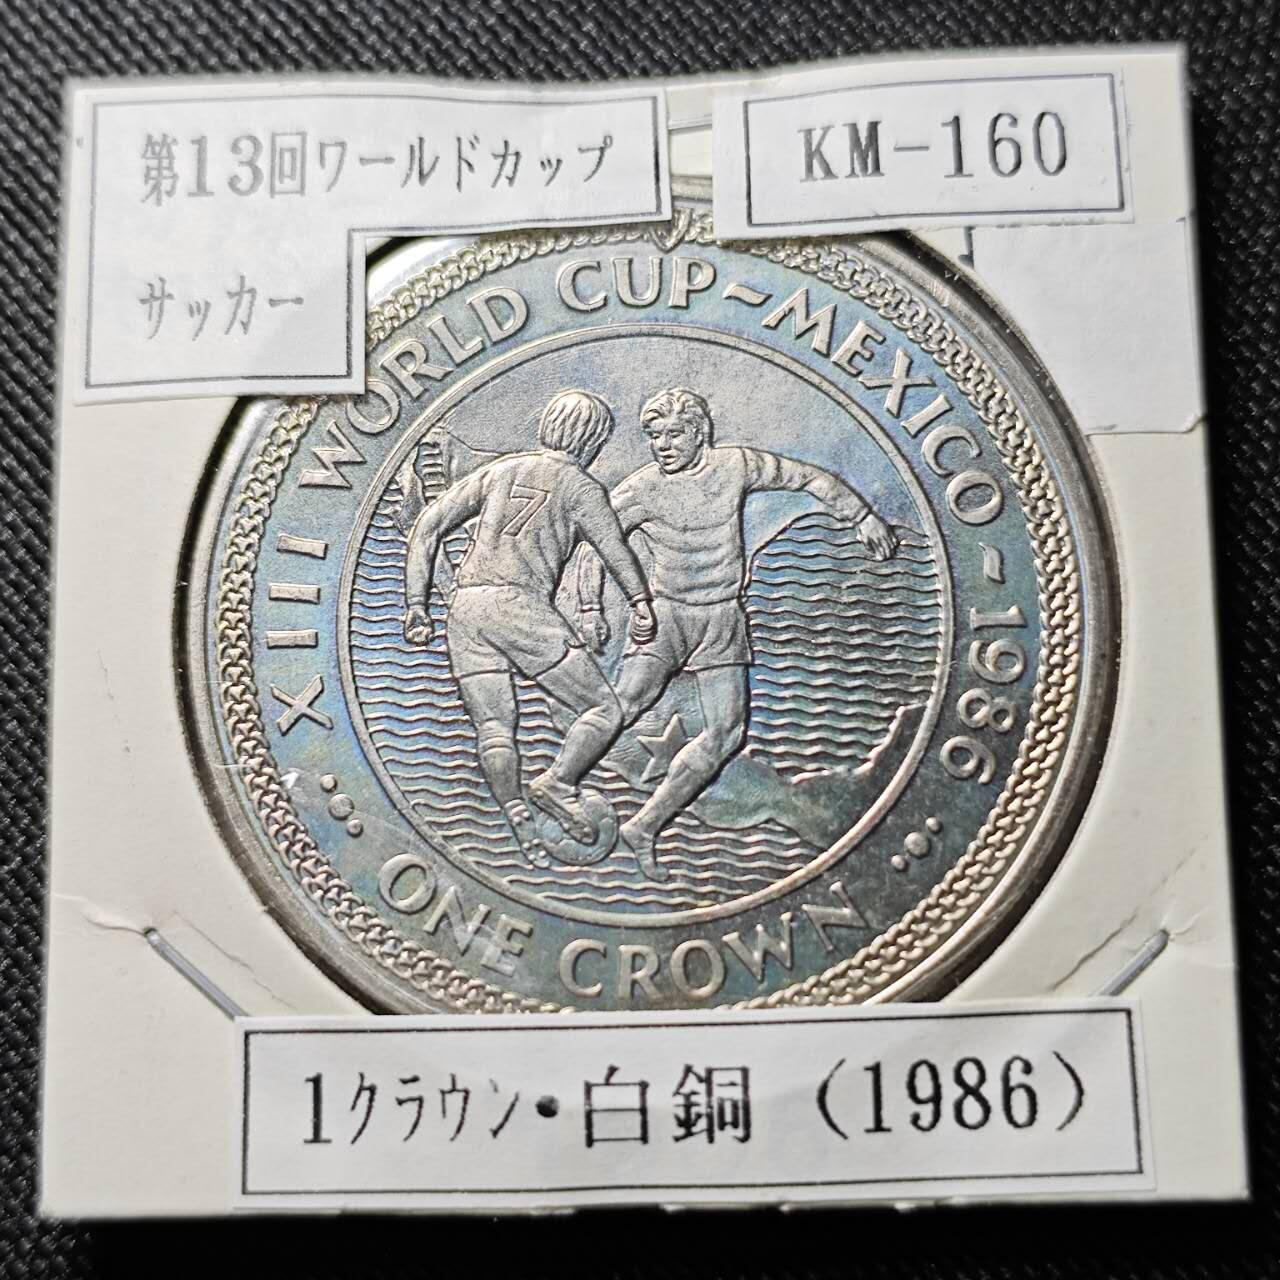 第13回ワールドカップ
サッカー
KM-160
XIII WORLD CUP~MEXICO~1986
7
ONE CROWN
1クラウン・白銅 (1986)